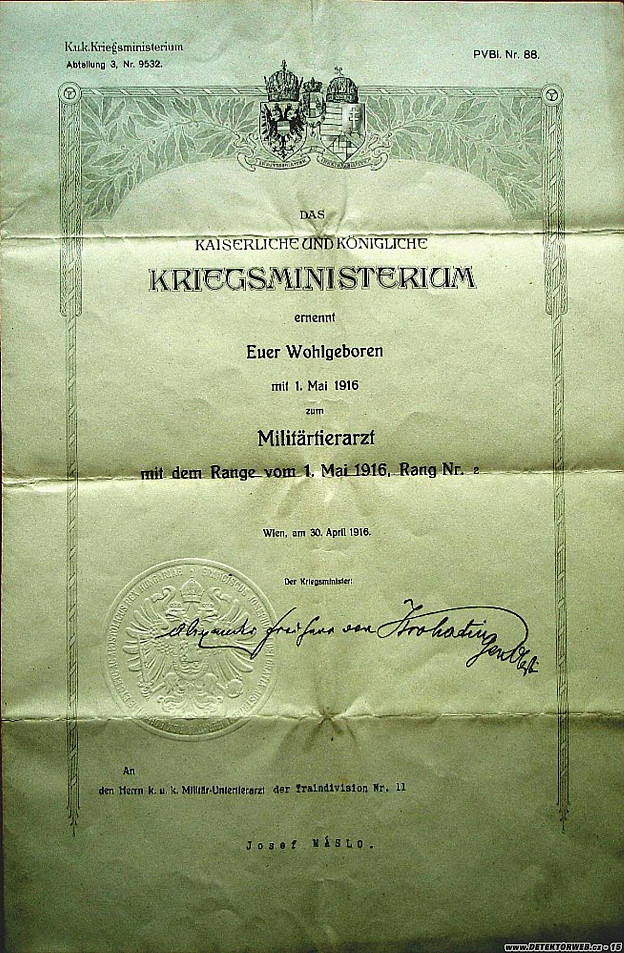 K.u.k. Kriegsministerium
Abteilung 3, Nr. 9532.
PVBl. Nr. 88.
DAS
KAISERLICHE UND KÖNIGLICHE
KRIEGSMINISTERIUM
ernennt
Euer Wohlgeboren
mit 1. Mai 1916
zum
Militärtierarzt
mit dem Range vom 1. Mai 1916, Rang Nr. 2
Wien, am 30. April 1916.
Der Kriegsminister:
Alexander Freiherr von Krobatin
An
den Herrn k. u. k. Militär-Untertierarzt der Traindivision Nr. 11
Josef MÁSLO.
www.DETEKTORWEB.cz - 15